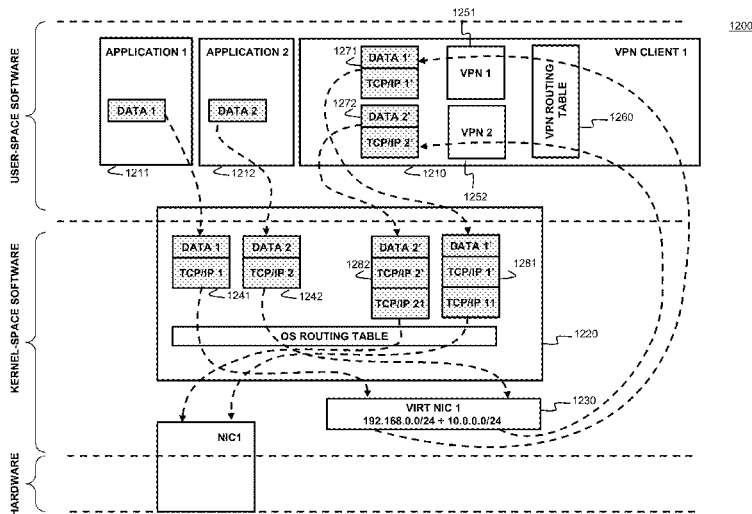 1200
USER-SPACE SOFTWARE
APPLICATION 1
DATA 1
1211
APPLICATION 2
DATA 2
1212
1251
VPN CLIENT 1
1271
DATA 1'
TCP/IP 1'
1272
DATA 2'
TCP/IP 2'
VPN 1
VPN 2
VPN ROUTING
TABLE
1260
1210
1252
KERNEL-SPACE SOFTWARE
DATA 1
TCP/IP 1
1241
DATA 2
TCP/IP 2
1242
1282
DATA 2'
TCP/IP 2'
TCP/IP 21
DATA 1'
TCP/IP 1'
TCP/IP 11
1281
OS ROUTING TABLE
1220
VIRT NIC 1
192.168.0.0/24 + 10.0.0.0/24
1230
NIC1
HARDWARE